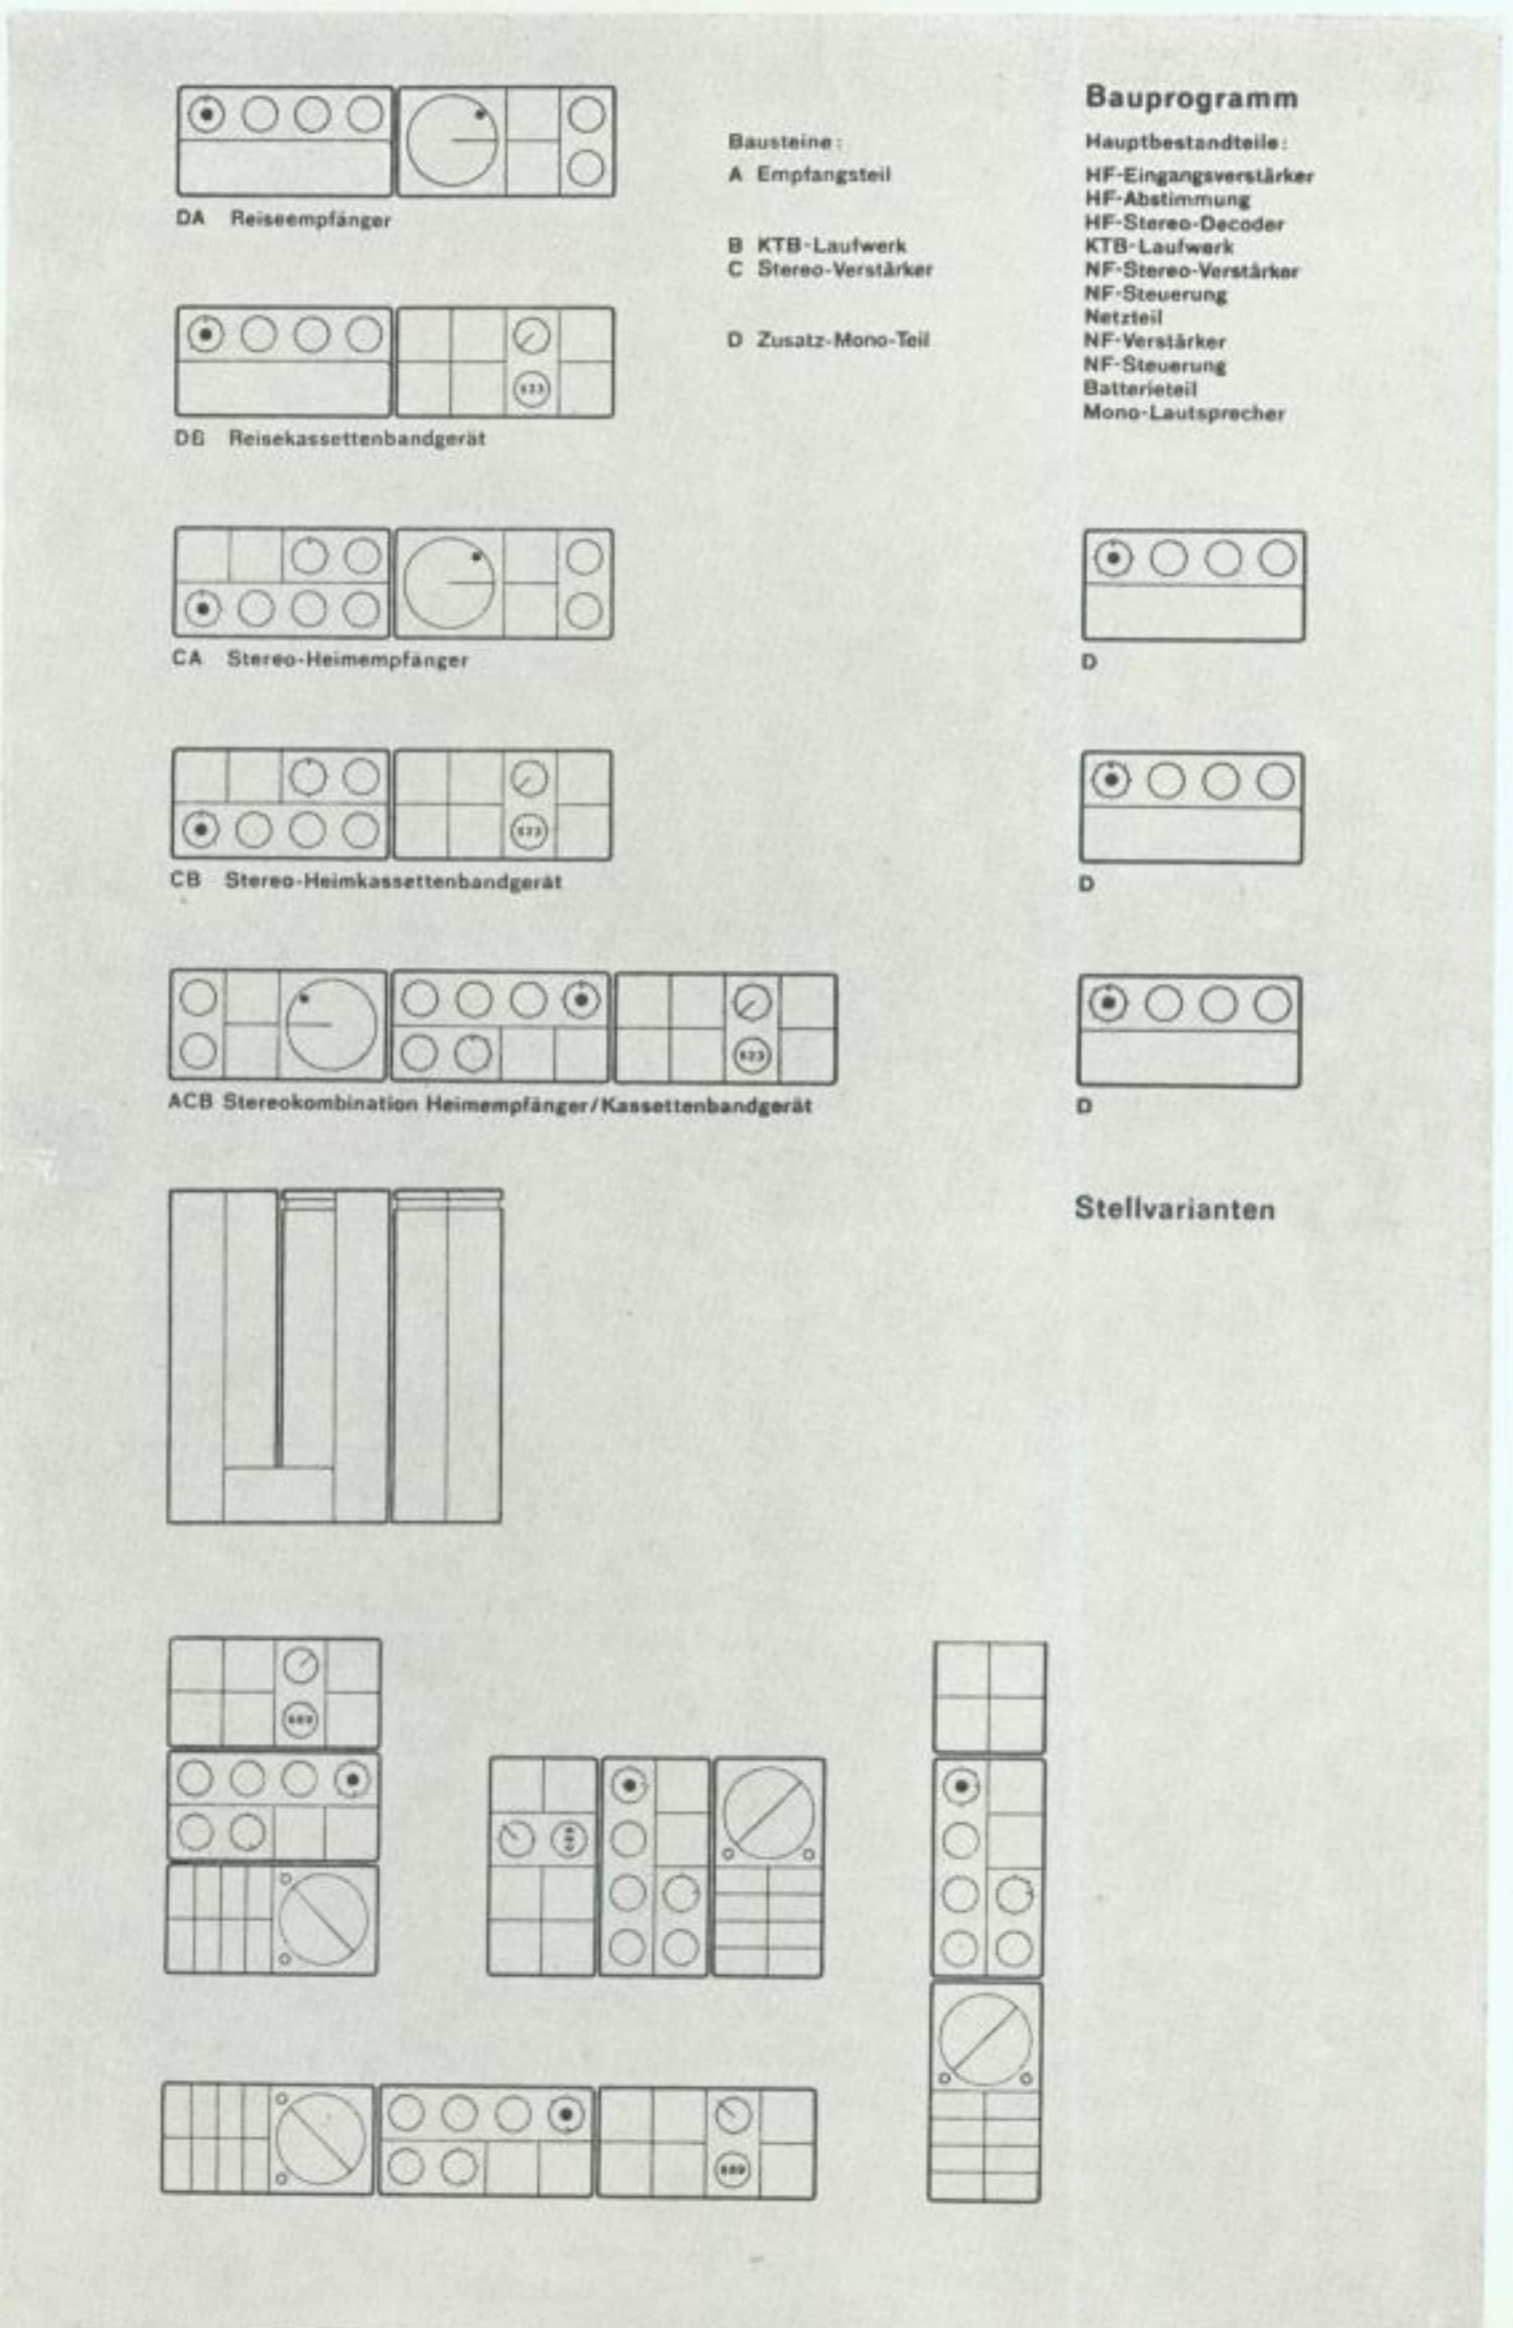 Bauprogramm
Bausteine:
A Empfangsteil
B KTB-Laufwerk
C Stereo-Verstärker
D Zusatz-Mono-Teil
Hauptbestandteile:
HF-Eingangsverstärker
HF-Abstimmung
HF-Stereo-Decoder
KTB-Laufwerk
NF-Stereo-Verstärker
NF-Steuerung
Netzteil
NF-Verstärker
NF-Steuerung
Batterieteil
Mono-Lautsprecher
DA Reiseempfänger
DB Reisekassettenbandgerät
CA Stereo-Heimempfänger
D
CB Stereo-Heimkassettenbandgerät
D
ACB Stereokombination Heimempfänger/Kassettenbandgerät
D
Stellvarianten